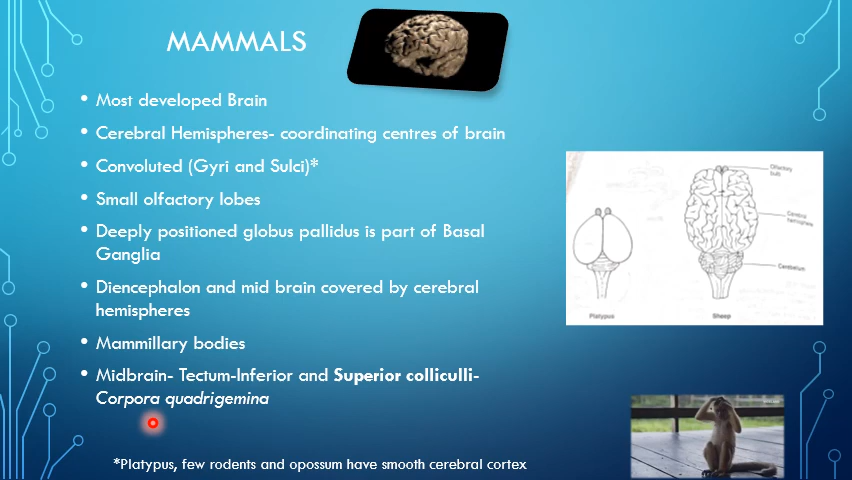 MAMMALS
Most developed Brain
Cerebral Hemispheres- coordinating centres of brain
Convoluted (Gyri and Sulci)*
Small olfactory lobes
Deeply positioned globus pallidus is part of Basal
Ganglia
Diencephalon and mid brain covered by cerebral
hemispheres
Mammillary bodies
Midbrain- Tectum-Inferior and Superior colliculli-
Corpora quadrigemina
*Platypus, few rodents and opossum have smooth cerebral cortex
Olfactory
bulb
Cerebral
hemisphere
Cerebellum
Platypus
Sheep